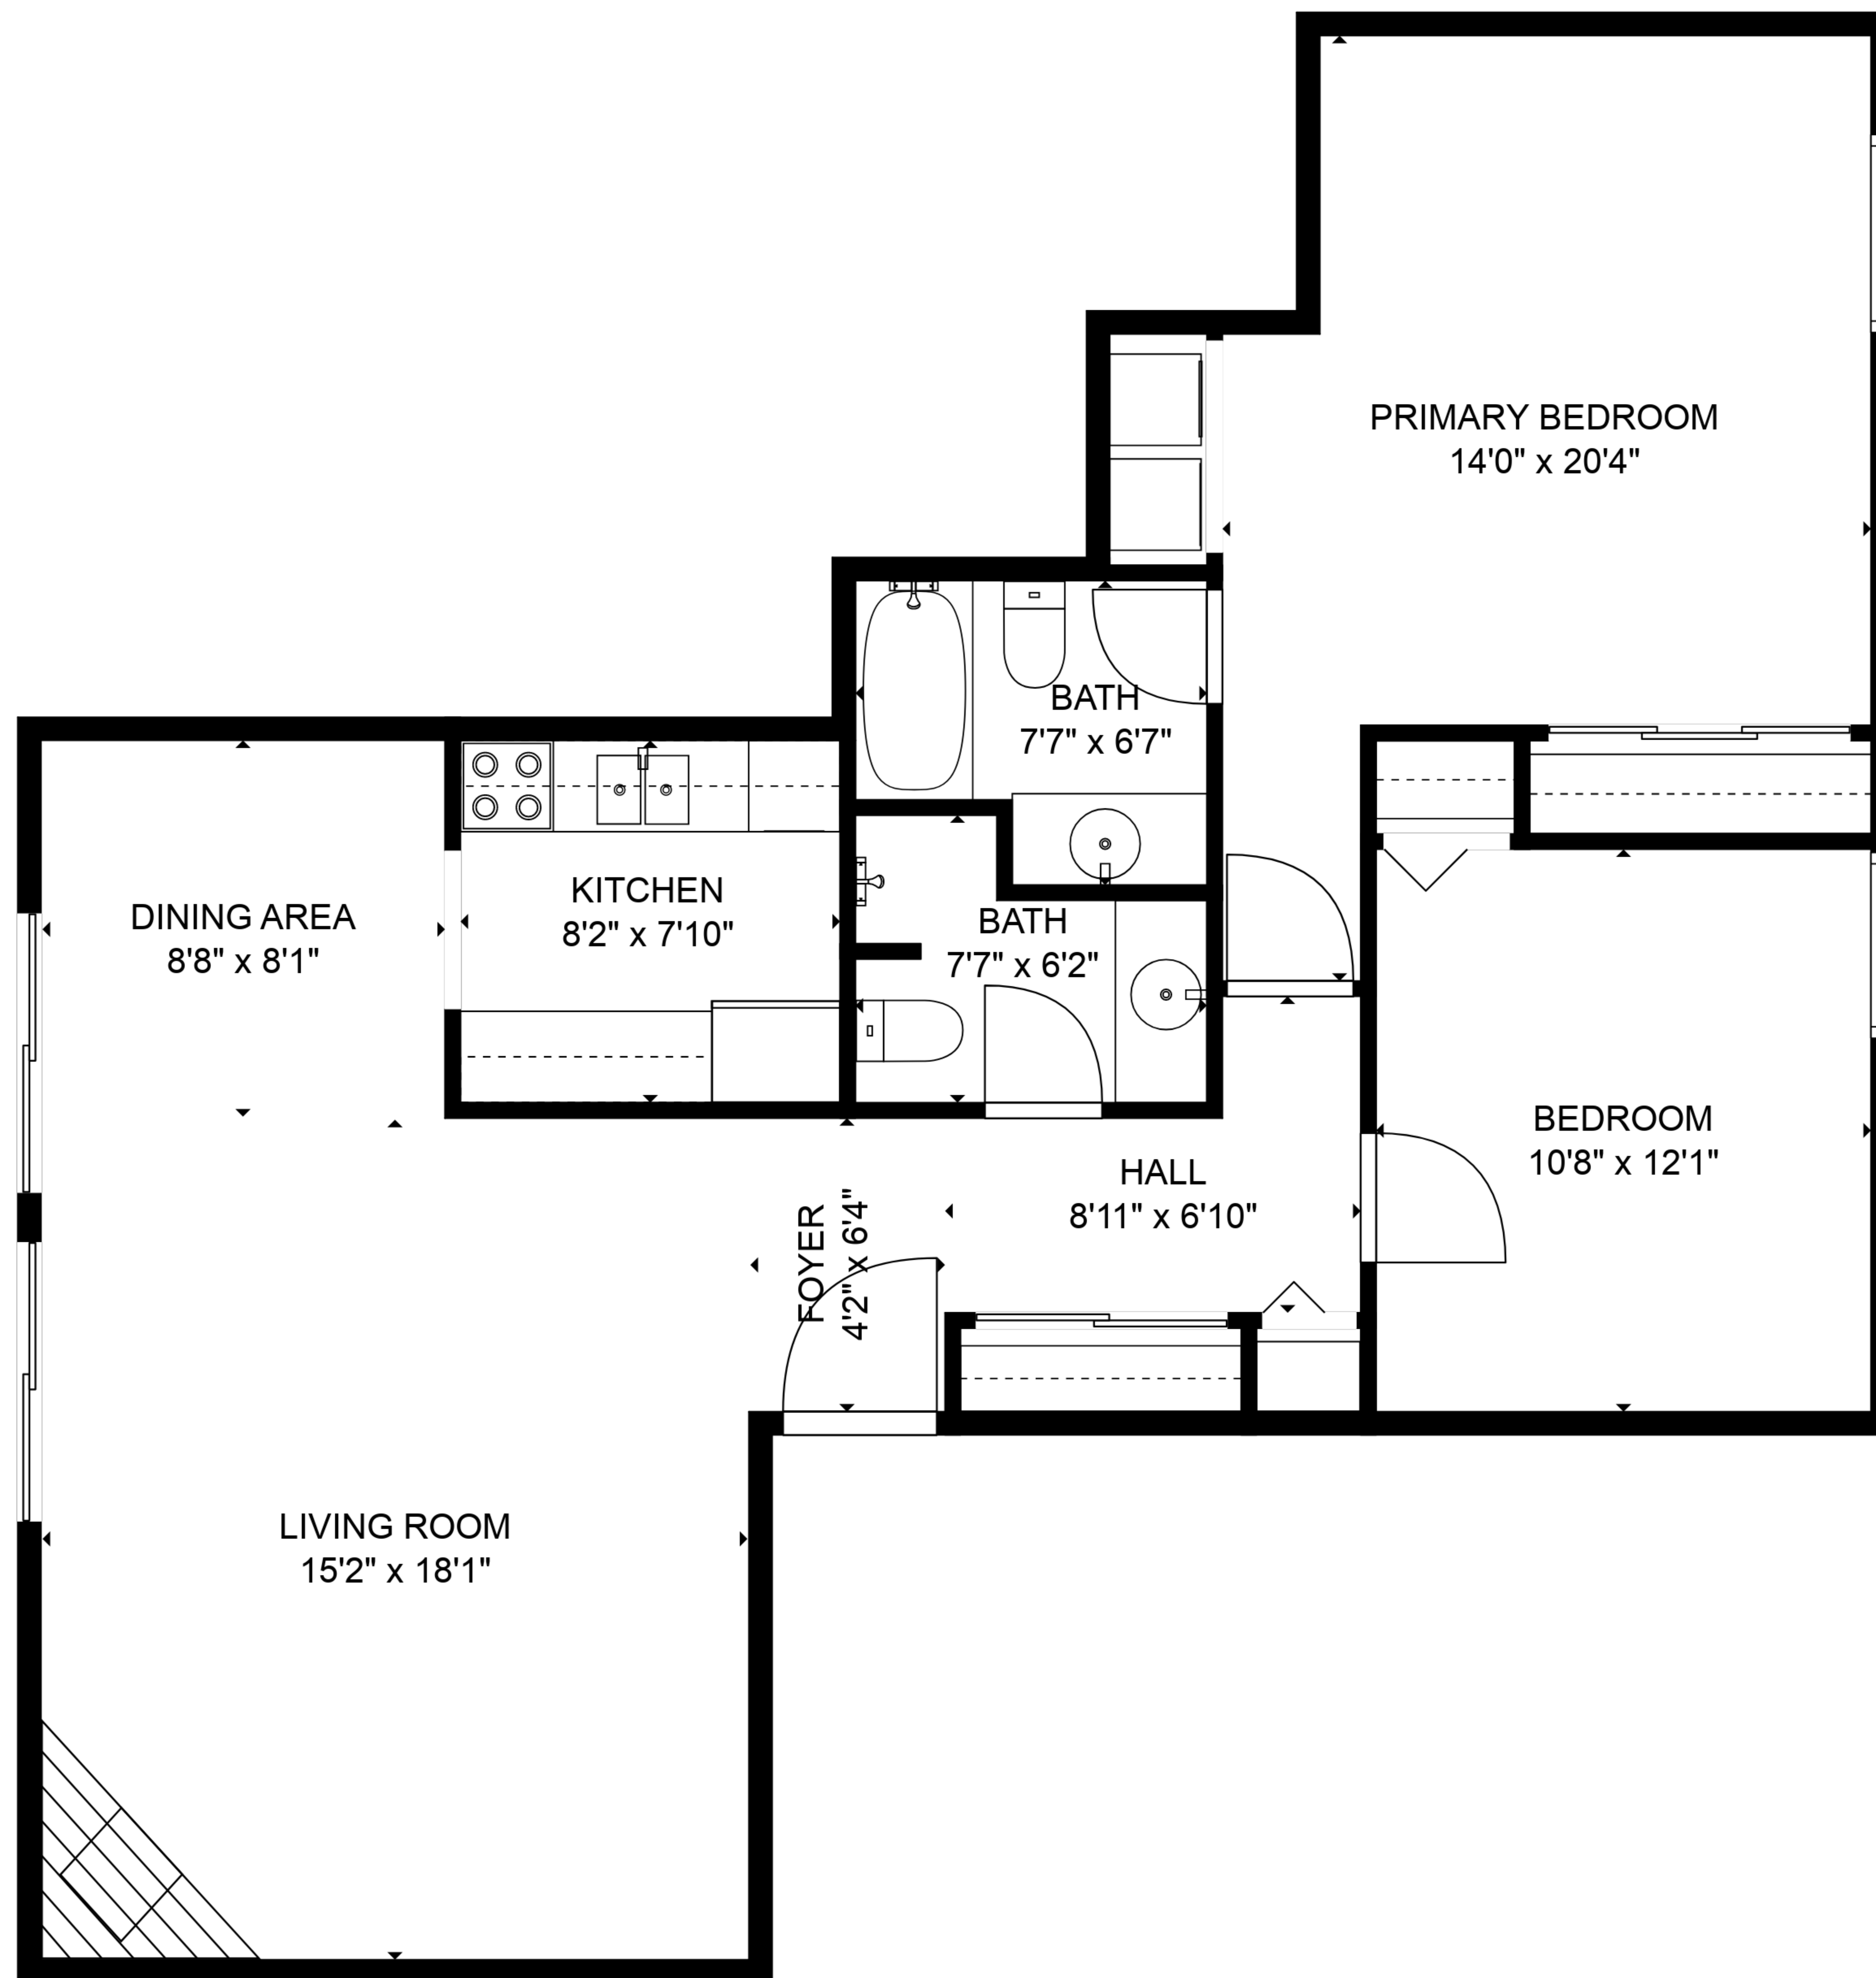 PRIMARY BEDROOM
14'0" x 20'4"
BATH
7'7" x 6'7"
KITCHEN
8'2" x 7'10"
DINING AREA
8'8" x 8'1"
BATH
7'7" x 6'2"
BEDROOM
10'8" x 12'1"
HALL
8'11" x 6'10"
FOYER
4'2" x 6'4"
LIVING ROOM
15'2" x 18'1"